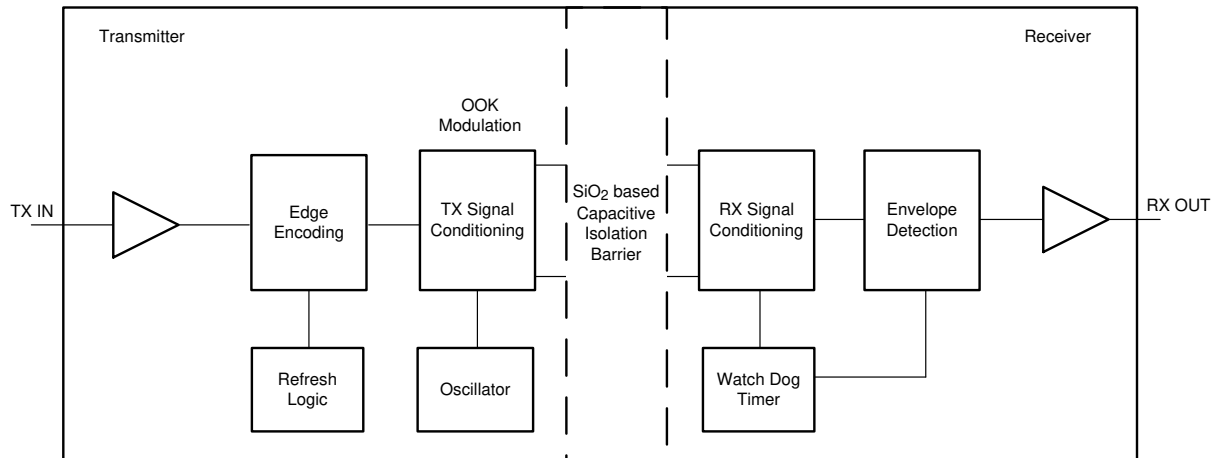 Transmitter
Receiver
OOK
Modulation
TX IN
Edge
Encoding
TX Signal
Conditioning
SiO2 based
Capacitive
Isolation
Barrier
RX Signal
Conditioning
Envelope
Detection
RX OUT
Refresh
Logic
Oscillator
Watch Dog
Timer